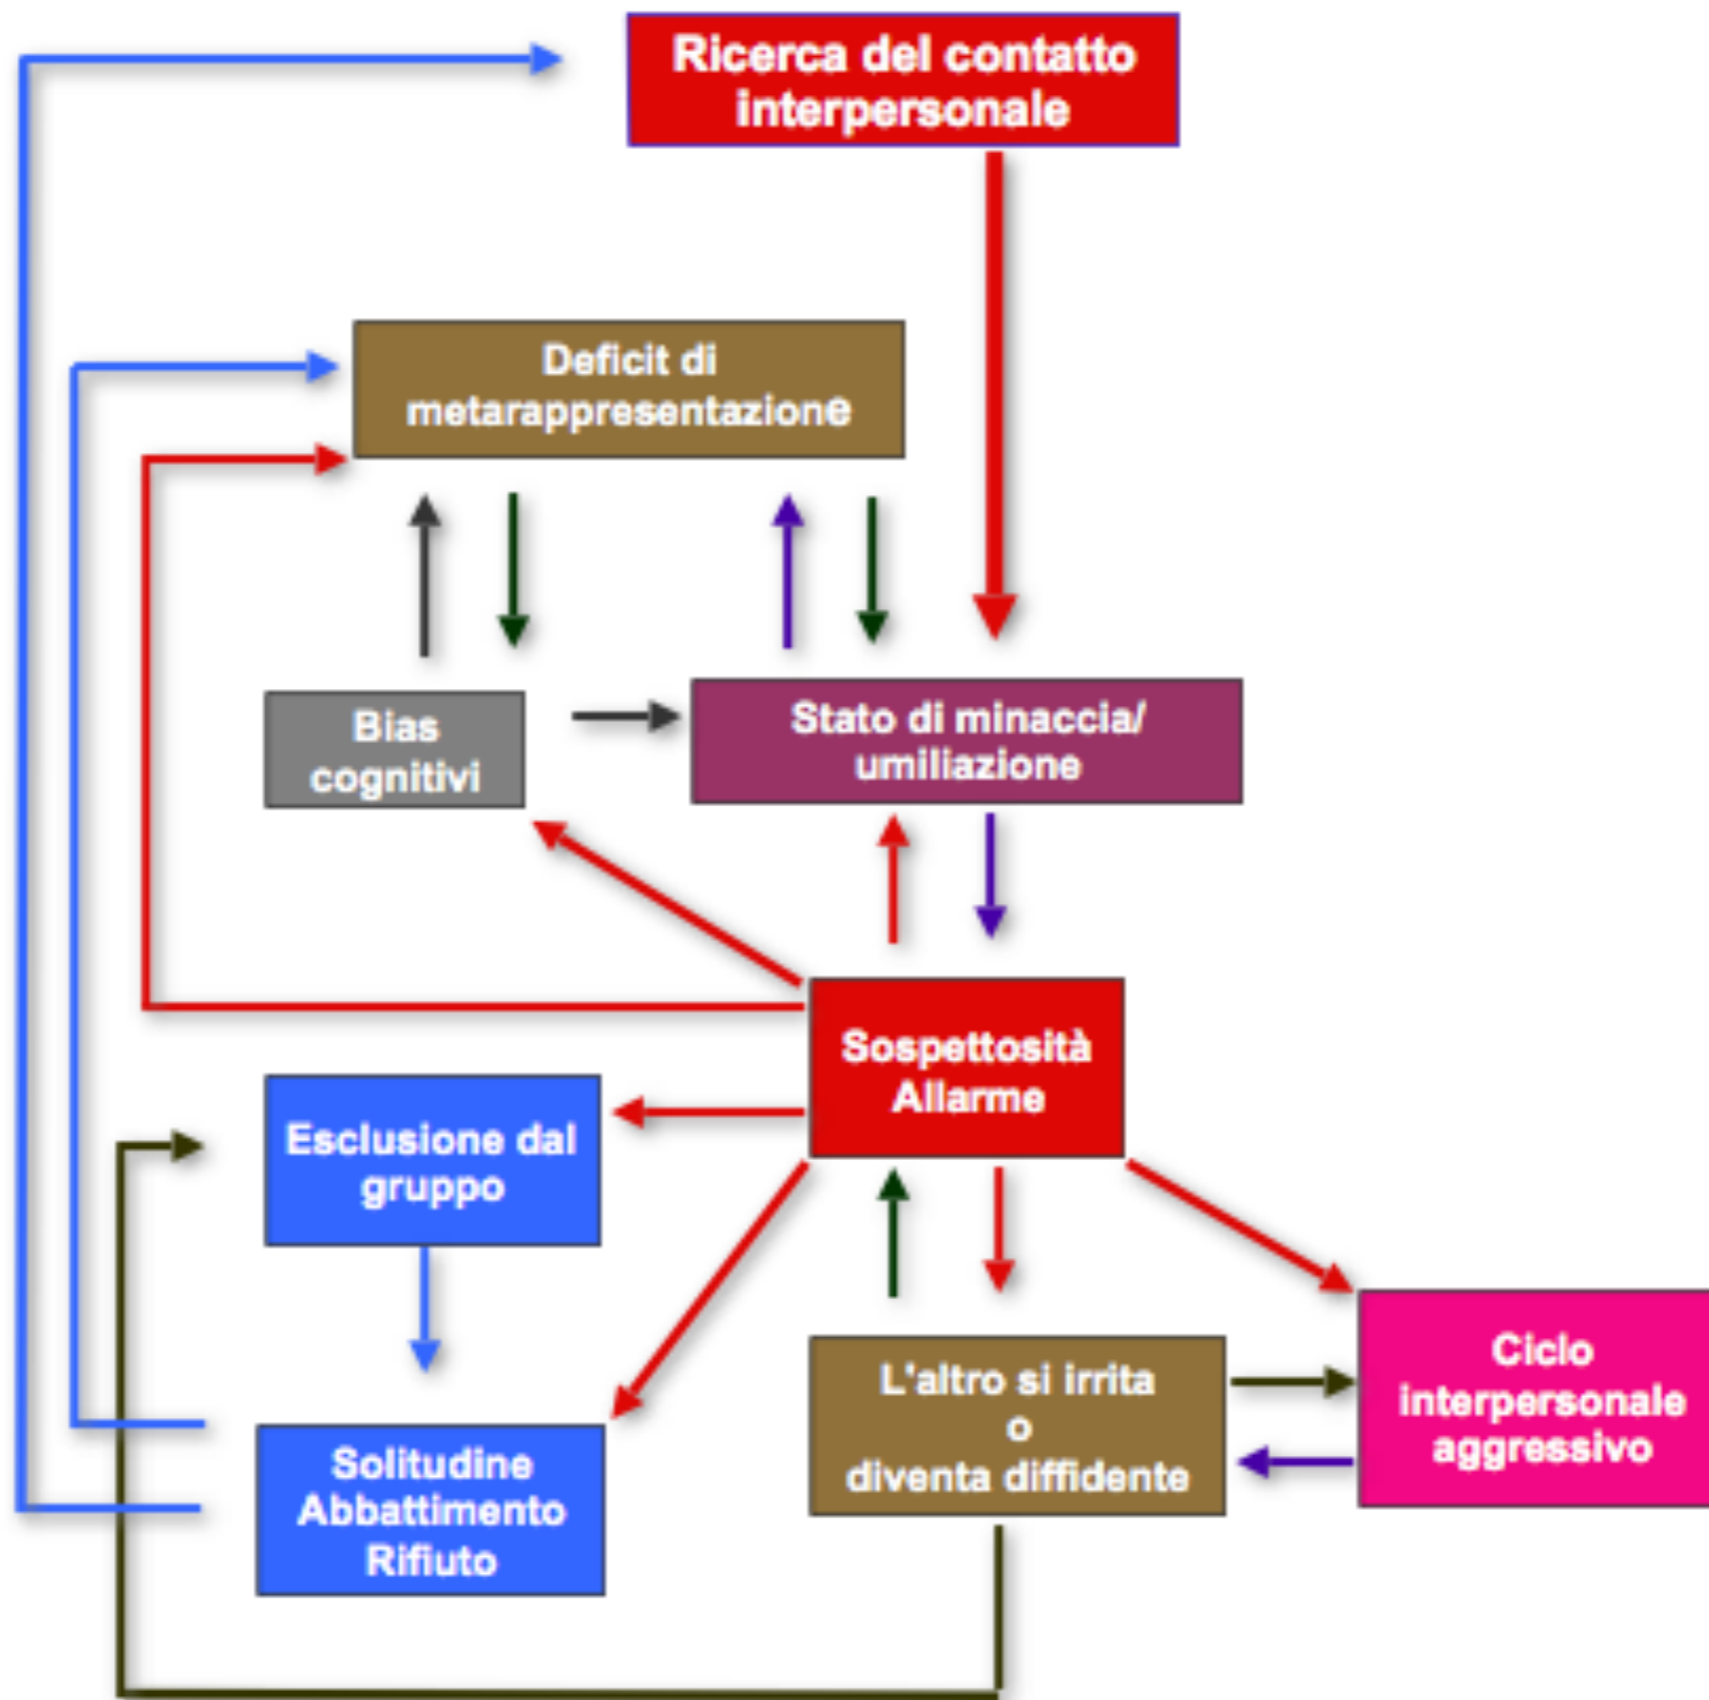 Ricerca del contatto
interpersonale
Deficit di
metarappresentazione
Bias
cognitivi
Stato di minaccia/
umiliazione
Sospettosità
Allarme
Esclusione dal
gruppo
L'altro si irrita
o
diventa diffidente
Ciclo
interpersonale
aggressivo
Solitudine
Abbattimento
Rifiuto